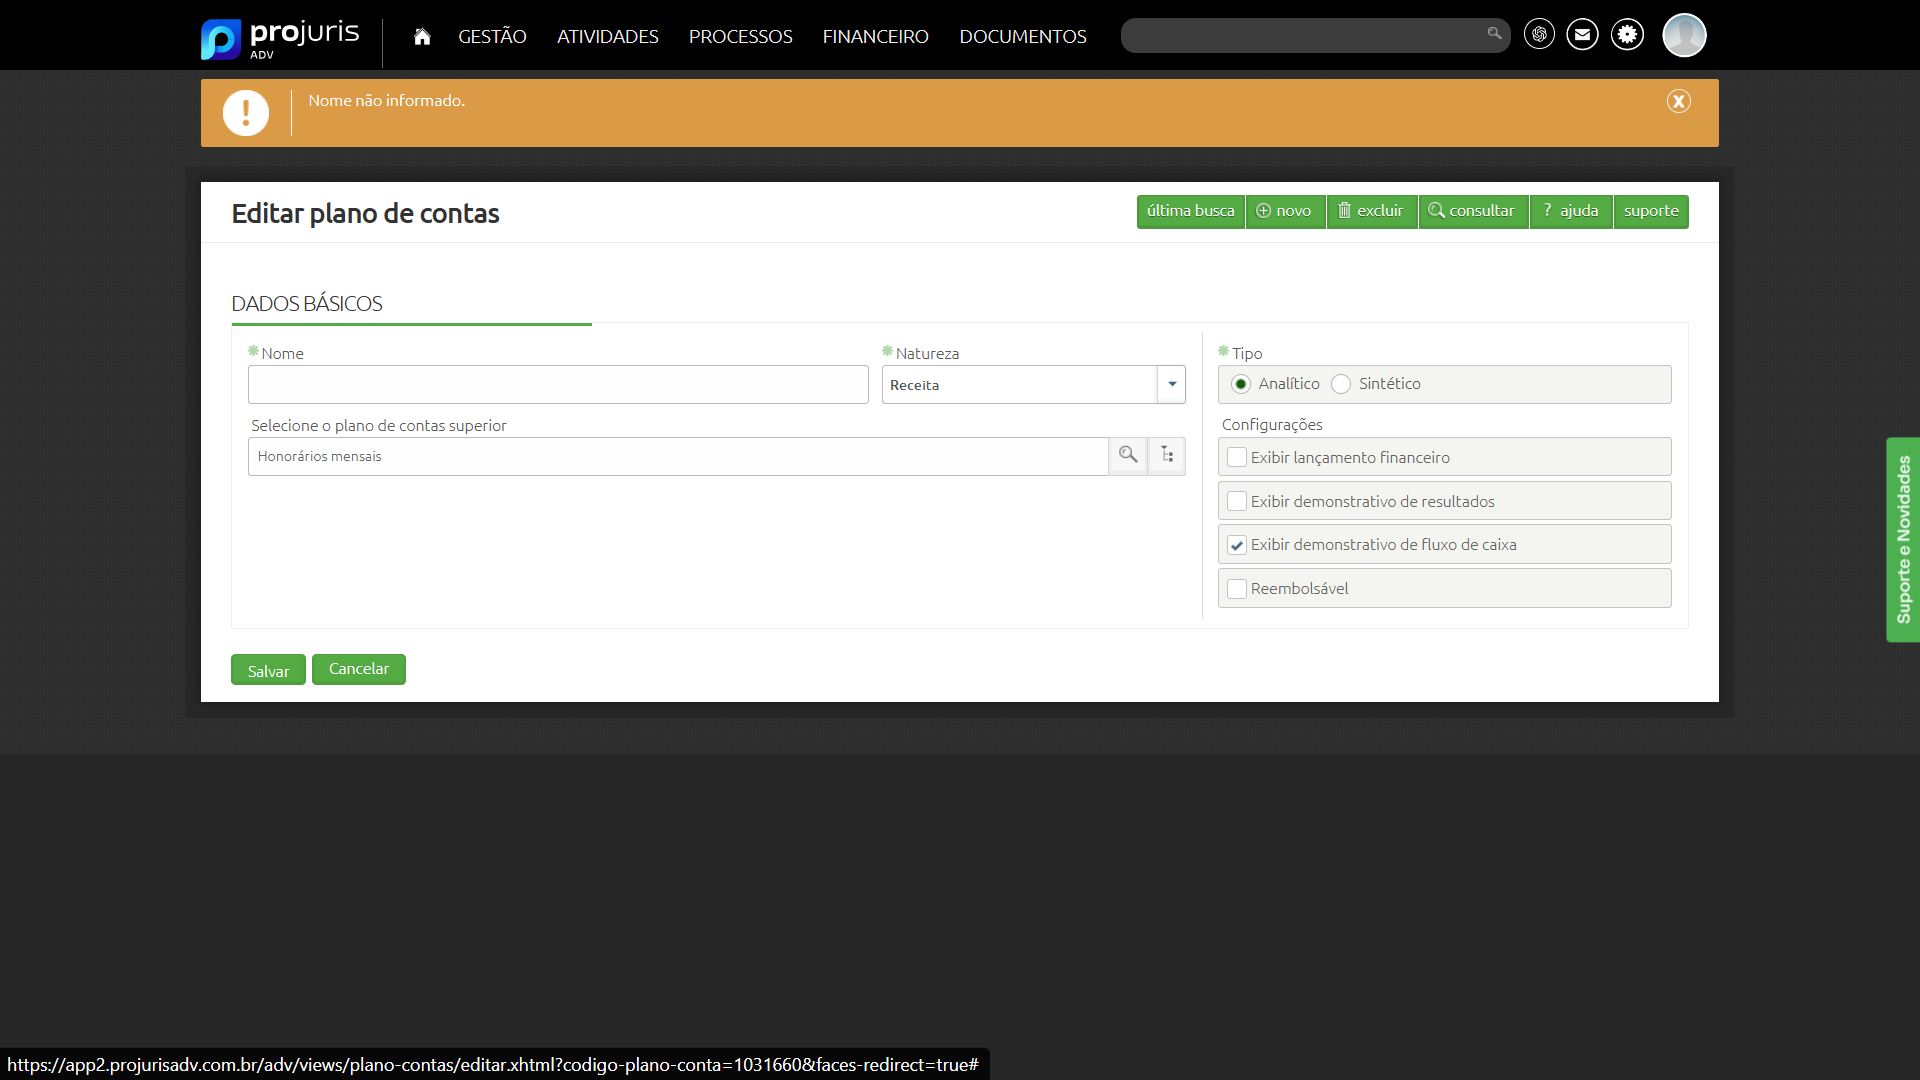 projuris
ADV
GESTÃO
ATIVIDADES
PROCESSOS
FINANCEIRO
DOCUMENTOS
Nome não informado.
X
Editar plano de contas
última busca
novo
excluir
consultar
? ajuda
suporte
DADOS BÁSICOS
Nome
Natureza
Tipo
Receita
Analítico
Sintético
Selecione o plano de contas superior
Configurações
Honorários mensais
Exibir lançamento financeiro
Exibir demonstrativo de resultados
Exibir demonstrativo de fluxo de caixa
Reembolsável
Suporte e Novidades
Salvar
Cancelar
https://app2.projurisadv.com.br/adv/views/plano-contas/editar.xhtml?codigo-plano-conta=1031660&faces-redirect=true#